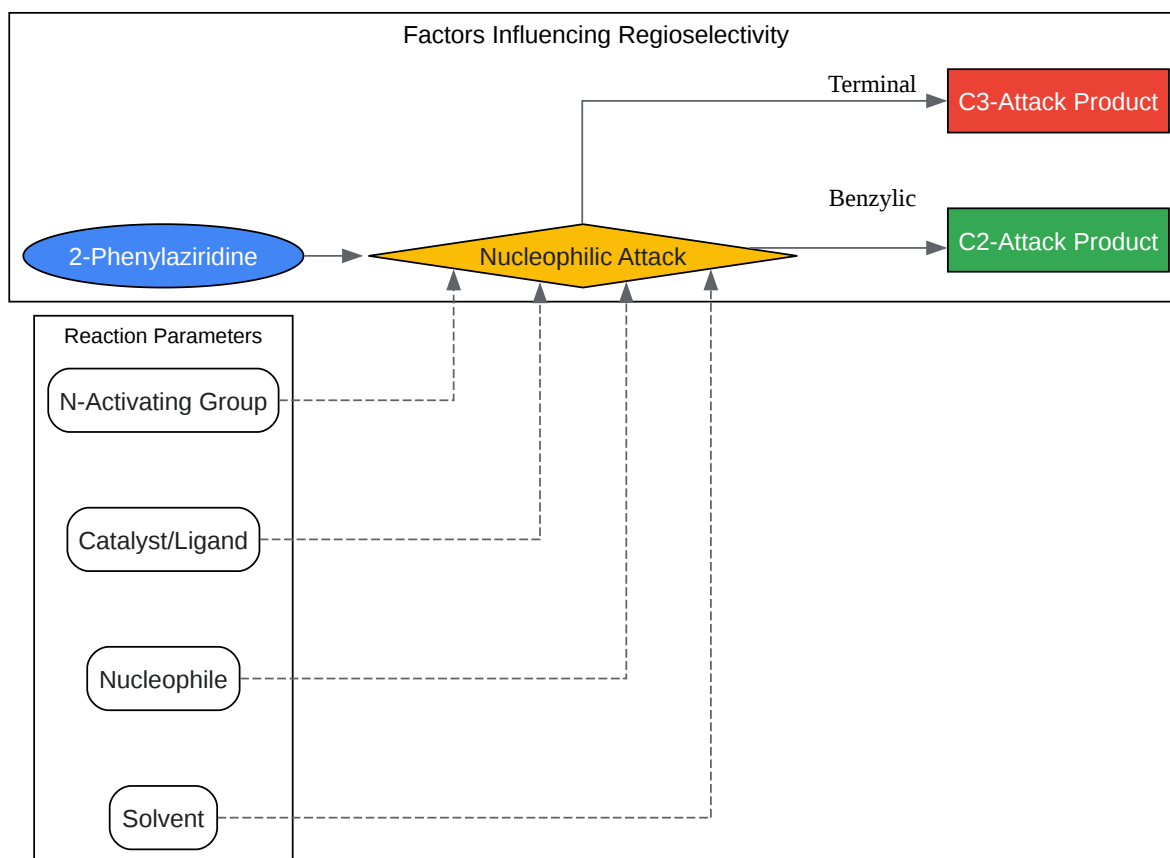 Factors Influencing Regioselectivity
Terminal
C3-Attack Product
Benzylic
C2-Attack Product
2-Phenylaziridine
Nucleophilic Attack
Reaction Parameters
N-Activating Group
Catalyst/Ligand
Nucleophile
Solvent